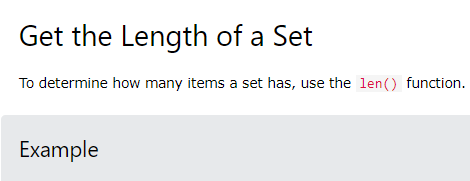 Get the Length of a Set
To determine how many items a set has, use the len() function.
Example